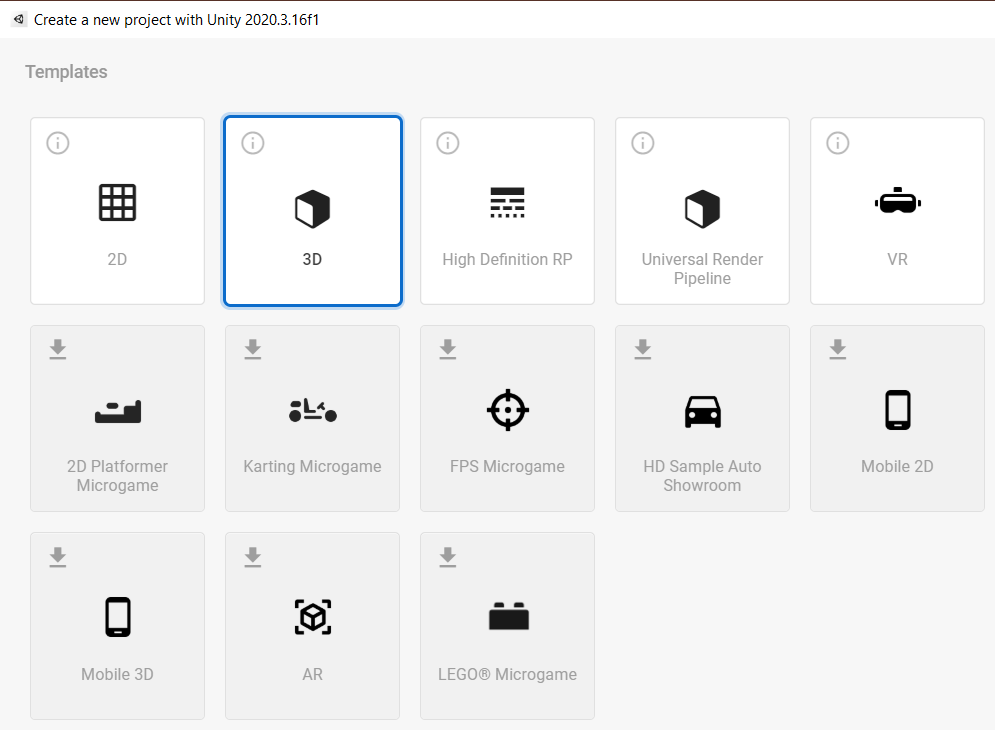 Create a new project with Unity 2020.3.16f1
Templates
2D
3D
High Definition RP
Universal Render
Pipeline
VR
2D Platformer
Microgame
Karting Microgame
FPS Microgame
HD Sample Auto
Showroom
Mobile 2D
Mobile 3D
AR
LEGO® Microgame